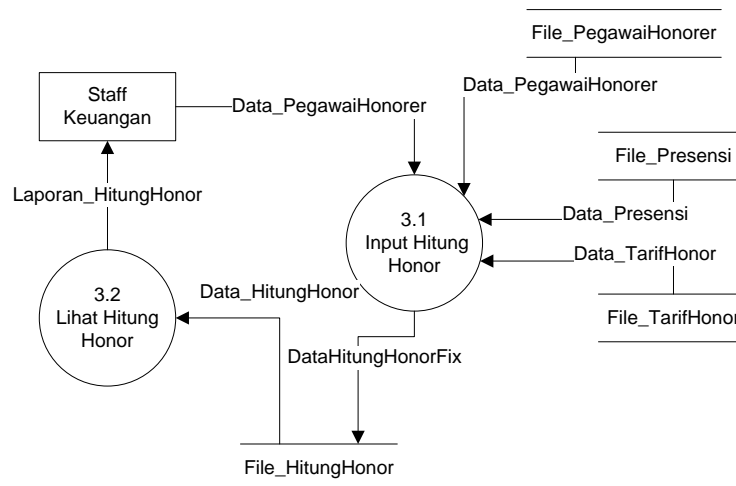 File_PegawaiHonorer
Staff
Keuangan
Data_PegawaiHonorer
Data_PegawaiHonorer
File_Presensi
Laporan_HitungHonor
Data_Presensi
3.1
Input Hitung
Honor
Data_TarifHonor
3.2
Lihat Hitung
Honor
Data_HitungHonor
File_TarifHonor
DataHitungHonorFix
File_HitungHonor